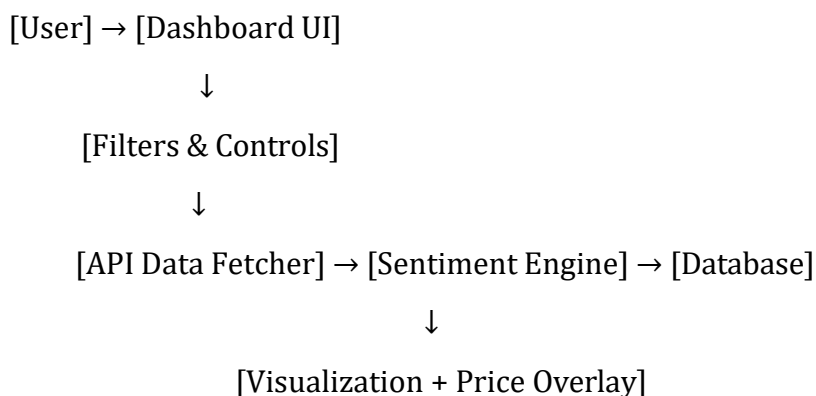 [User] → [Dashboard UI]
↓
[Filters & Controls]
↓
[API Data Fetcher] → [Sentiment Engine] → [Database]
↓
[Visualization + Price Overlay]